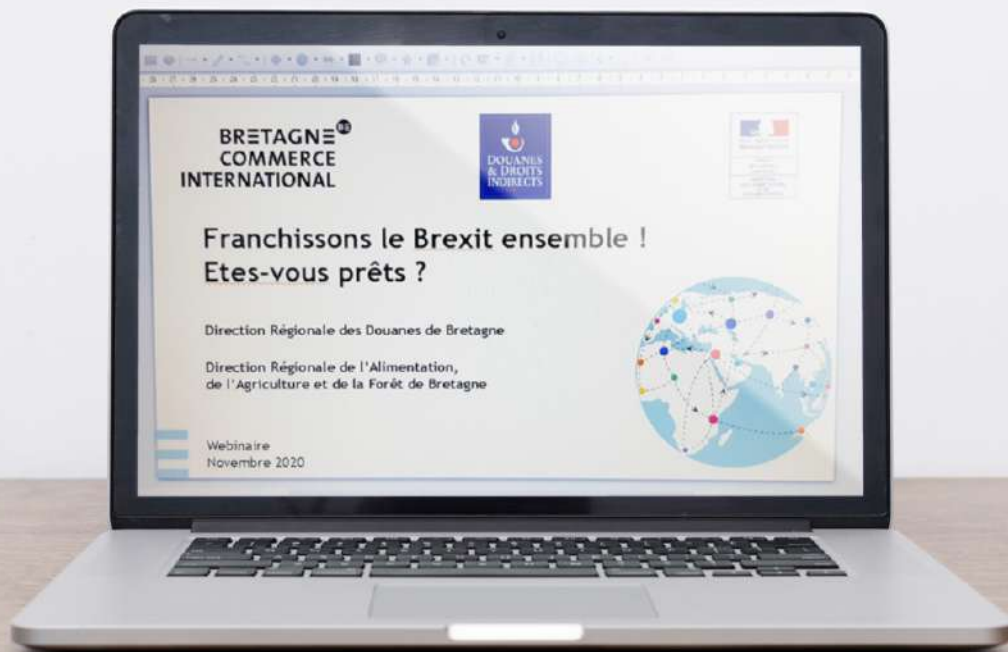 BRETAGNE
COMMERCE
INTERNATIONAL
DOUANES
& DROITS
INDIRECTS
Franchissons le Brexit ensemble !
Etes-vous prêts ?
Direction Régionale des Douanes de Bretagne
Direction Régionale de l'Alimentation,
de l'Agriculture et de la Forêt de Bretagne
Webinaire
Novembre 2020